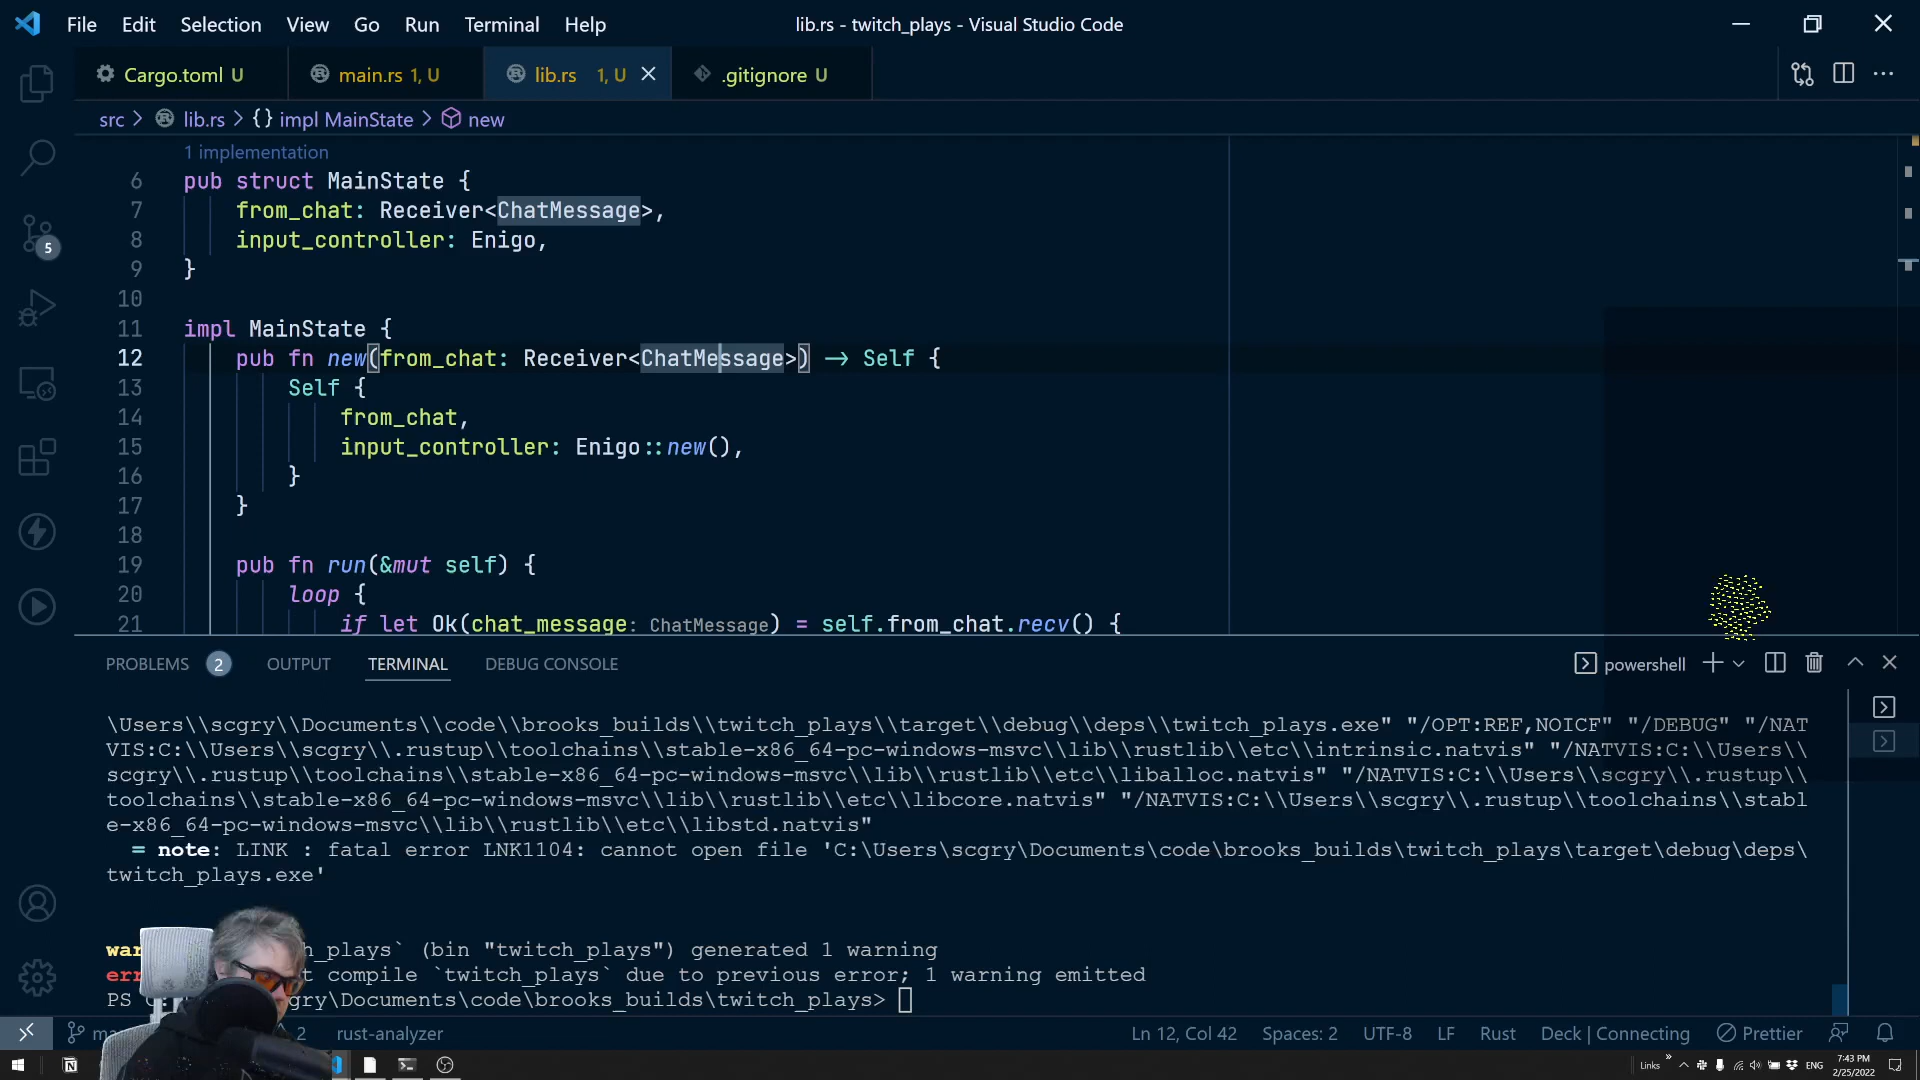 File Edit Selection View Go Run Terminal Help lib.rs - twitch_plays - Visual Studio Code
Cargo.toml U main.rs 1, U lib.rs 1, U .gitignore U
src > lib.rs > {} impl MainState > new
1 implementation
6 pub struct MainState {
7 from_chat: Receiver<ChatMessage>,
8 input_controller: Enigo,
9 }
10
11 impl MainState {
12 pub fn new(from_chat: Receiver<ChatMessage>) -> Self {
13 Self {
14 from_chat,
15 input_controller: Enigo::new(),
16 }
17 }
18
19 pub fn run(&mut self) {
20 loop {
21 if let Ok(chat_message: ChatMessage) = self.from_chat.recv() {
5
PROBLEMS 2 OUTPUT TERMINAL DEBUG CONSOLE powershell
\Users\\scgry\\Documents\\code\\brooks_builds\\twitch_plays\\target\\debug\\deps\\twitch_plays.exe" "/OPT:REF,NOICF" "/DEBUG" "/NAT
VIS:C:\\Users\\scgry\\.rustup\\toolchains\\stable-x86_64-pc-windows-msvc\\lib\\rustlib\\etc\\intrinsic.natvis" "/NATVIS:C:\\Users\\
scgry\\.rustup\\toolchains\\stable-x86_64-pc-windows-msvc\\lib\\rustlib\\etc\\liballoc.natvis" "/NATVIS:C:\\Users\\scgry\\.rustup\\
toolchains\\stable-x86_64-pc-windows-msvc\\lib\\rustlib\\etc\\libcore.natvis" "/NATVIS:C:\\Users\\scgry\\.rustup\\toolchains\\stabl
e-x86_64-pc-windows-msvc\\lib\\rustlib\\etc\\libstd.natvis"
= note: LINK : fatal error LNK1104: cannot open file 'C:\Users\scgry\Documents\code\brooks_builds\twitch_plays\target\debug\deps\
twitch_plays.exe'
war h_plays` (bin "twitch_plays") generated 1 warning
err t compile `twitch_plays` due to previous error; 1 warning emitted
PS C: gry\Documents\code\brooks_builds\twitch_plays>
ma 2 rust-analyzer Ln 12, Col 42 Spaces: 2 UTF-8 LF Rust Deck | Connecting Prettier
Links ENG 7:43 PM
2/25/2022